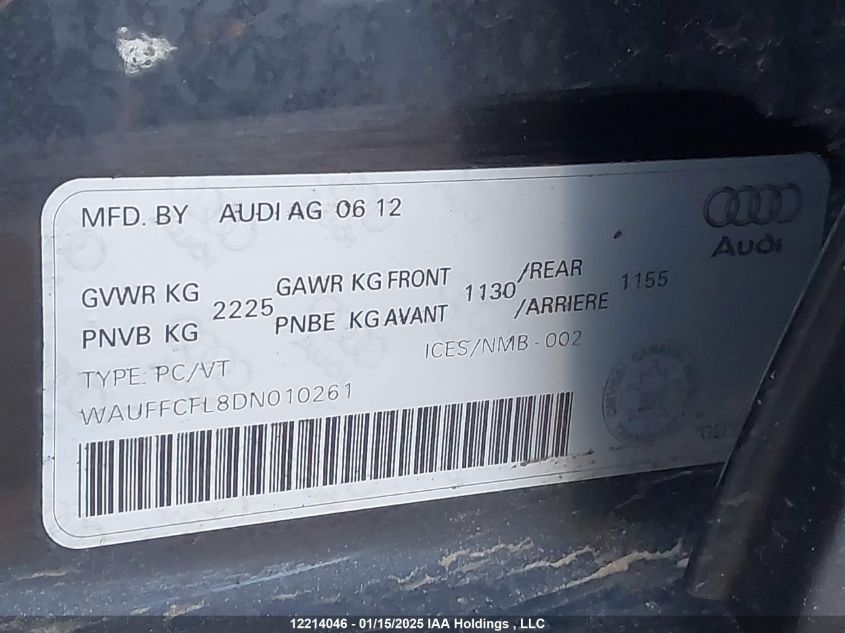 MFD. BY AUDI AG 06 12
Audi
GVWR KG 2225 GAWR KG FRONT 1130 /REAR 1155
PNVB KG PNBE KG AVANT /ARRIERE
TYPE: PC/VT ICES/NMB - 002
WAUFFCFL8DN010261
12214046 - 01/15/2025 IAA Holdings , LLC